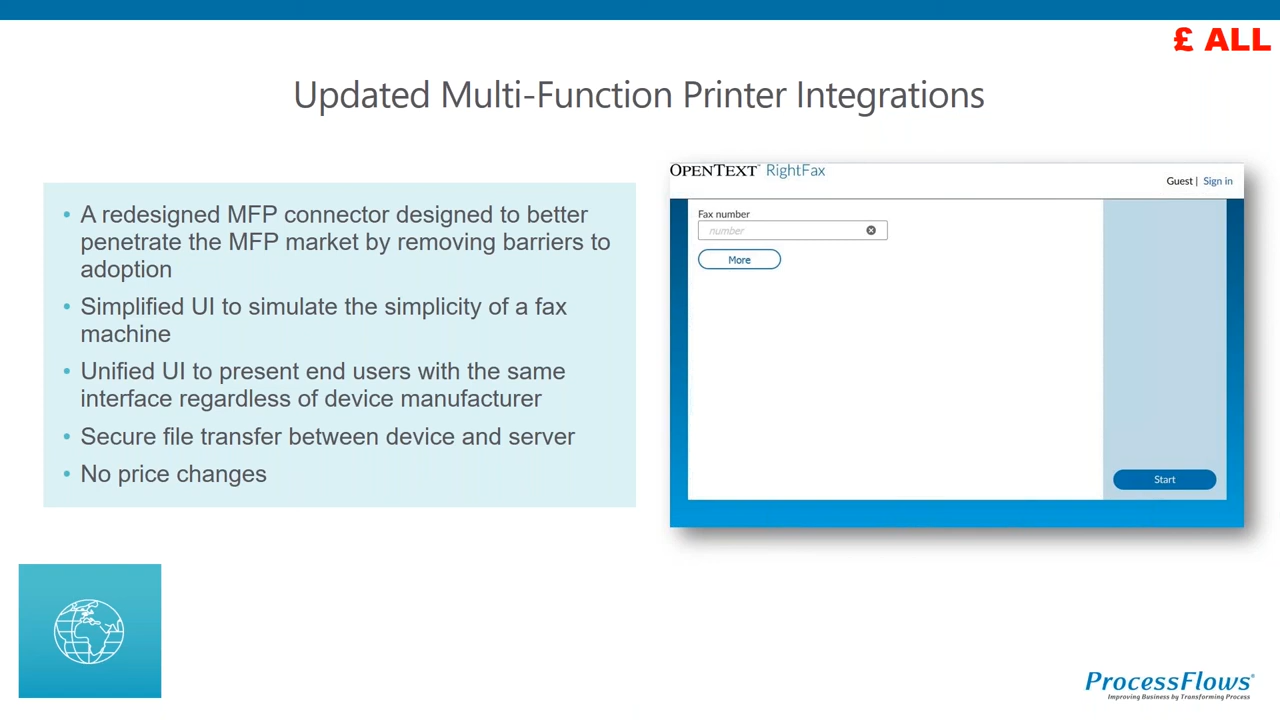 £ ALL
Updated Multi-Function Printer Integrations
• A redesigned MFP connector designed to better
penetrate the MFP market by removing barriers to
adoption
• Simplified UI to simulate the simplicity of a fax
machine
• Unified UI to present end users with the same
interface regardless of device manufacturer
• Secure file transfer between device and server
• No price changes
OPENTEXT™ RightFax
Guest | Sign in
Fax number
number
More
Start
ProcessFlows®
Improving Business by Transforming Process